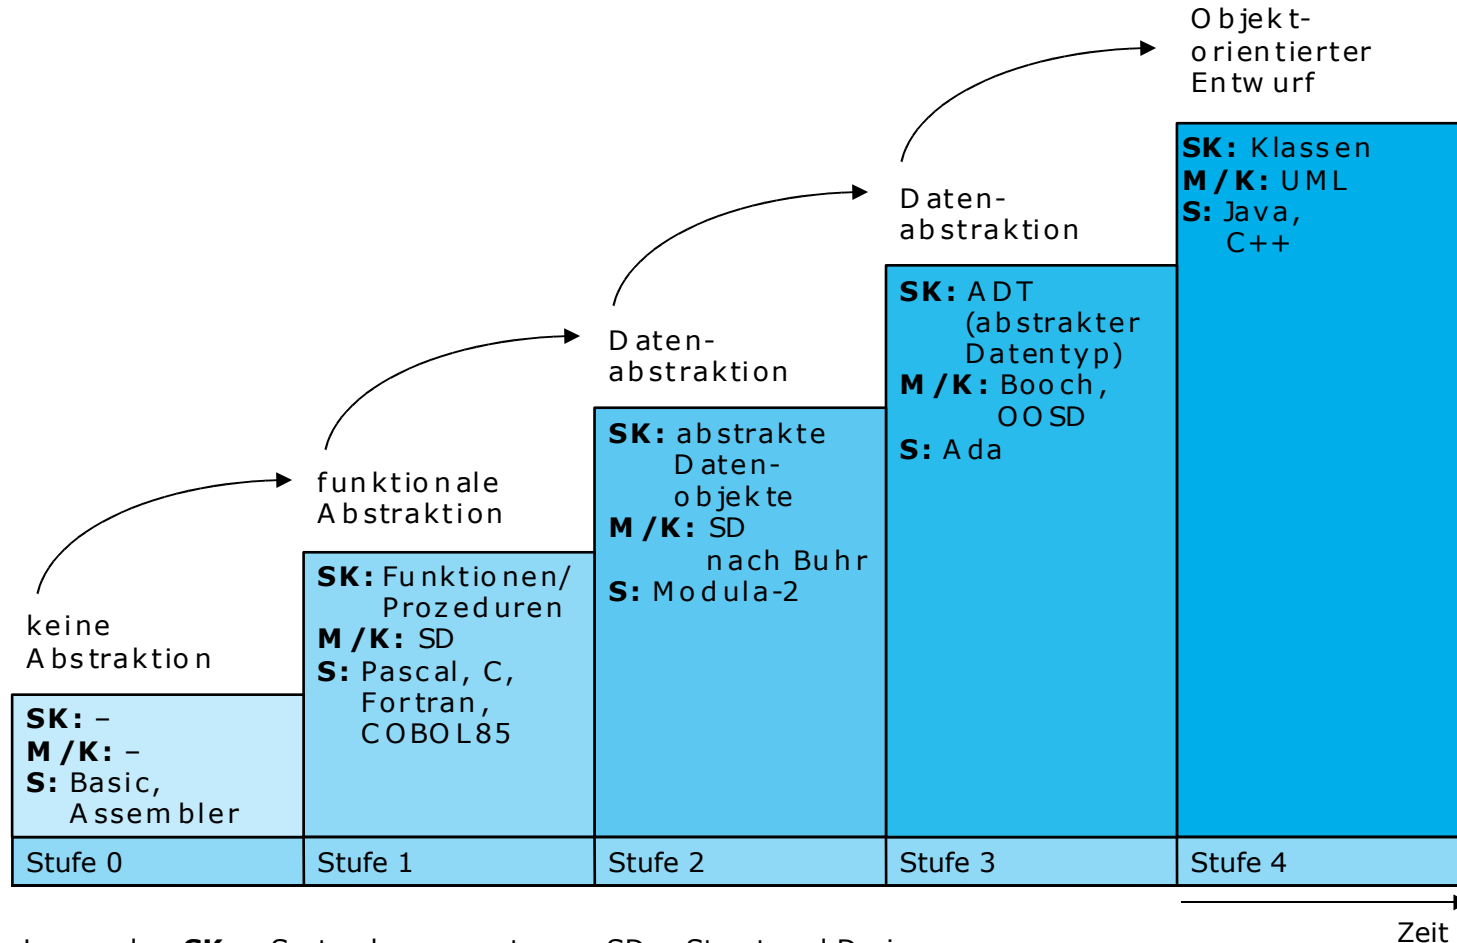 keine
Abstraktion
SK: –
M/K: –
S: Basic,
Assembler
Stufe 0
funktionale
Abstraktion
SK: Funktionen/
Prozeduren
M/K: SD
S: Pascal, C,
Fortran,
COBOL85
Stufe 1
Daten-
abstraktion
SK: abstrakte
Daten-
objekte
M/K: SD
nach Buhr
S: Modula-2
Stufe 2
Daten-
abstraktion
SK: ADT
(abstrakter
Datentyp)
M/K: Booch,
OOSD
S: Ada
Stufe 3
Objekt-
orientierter
Entwurf
SK: Klassen
M/K: UML
S: Java,
C++
Stufe 4
Zeit